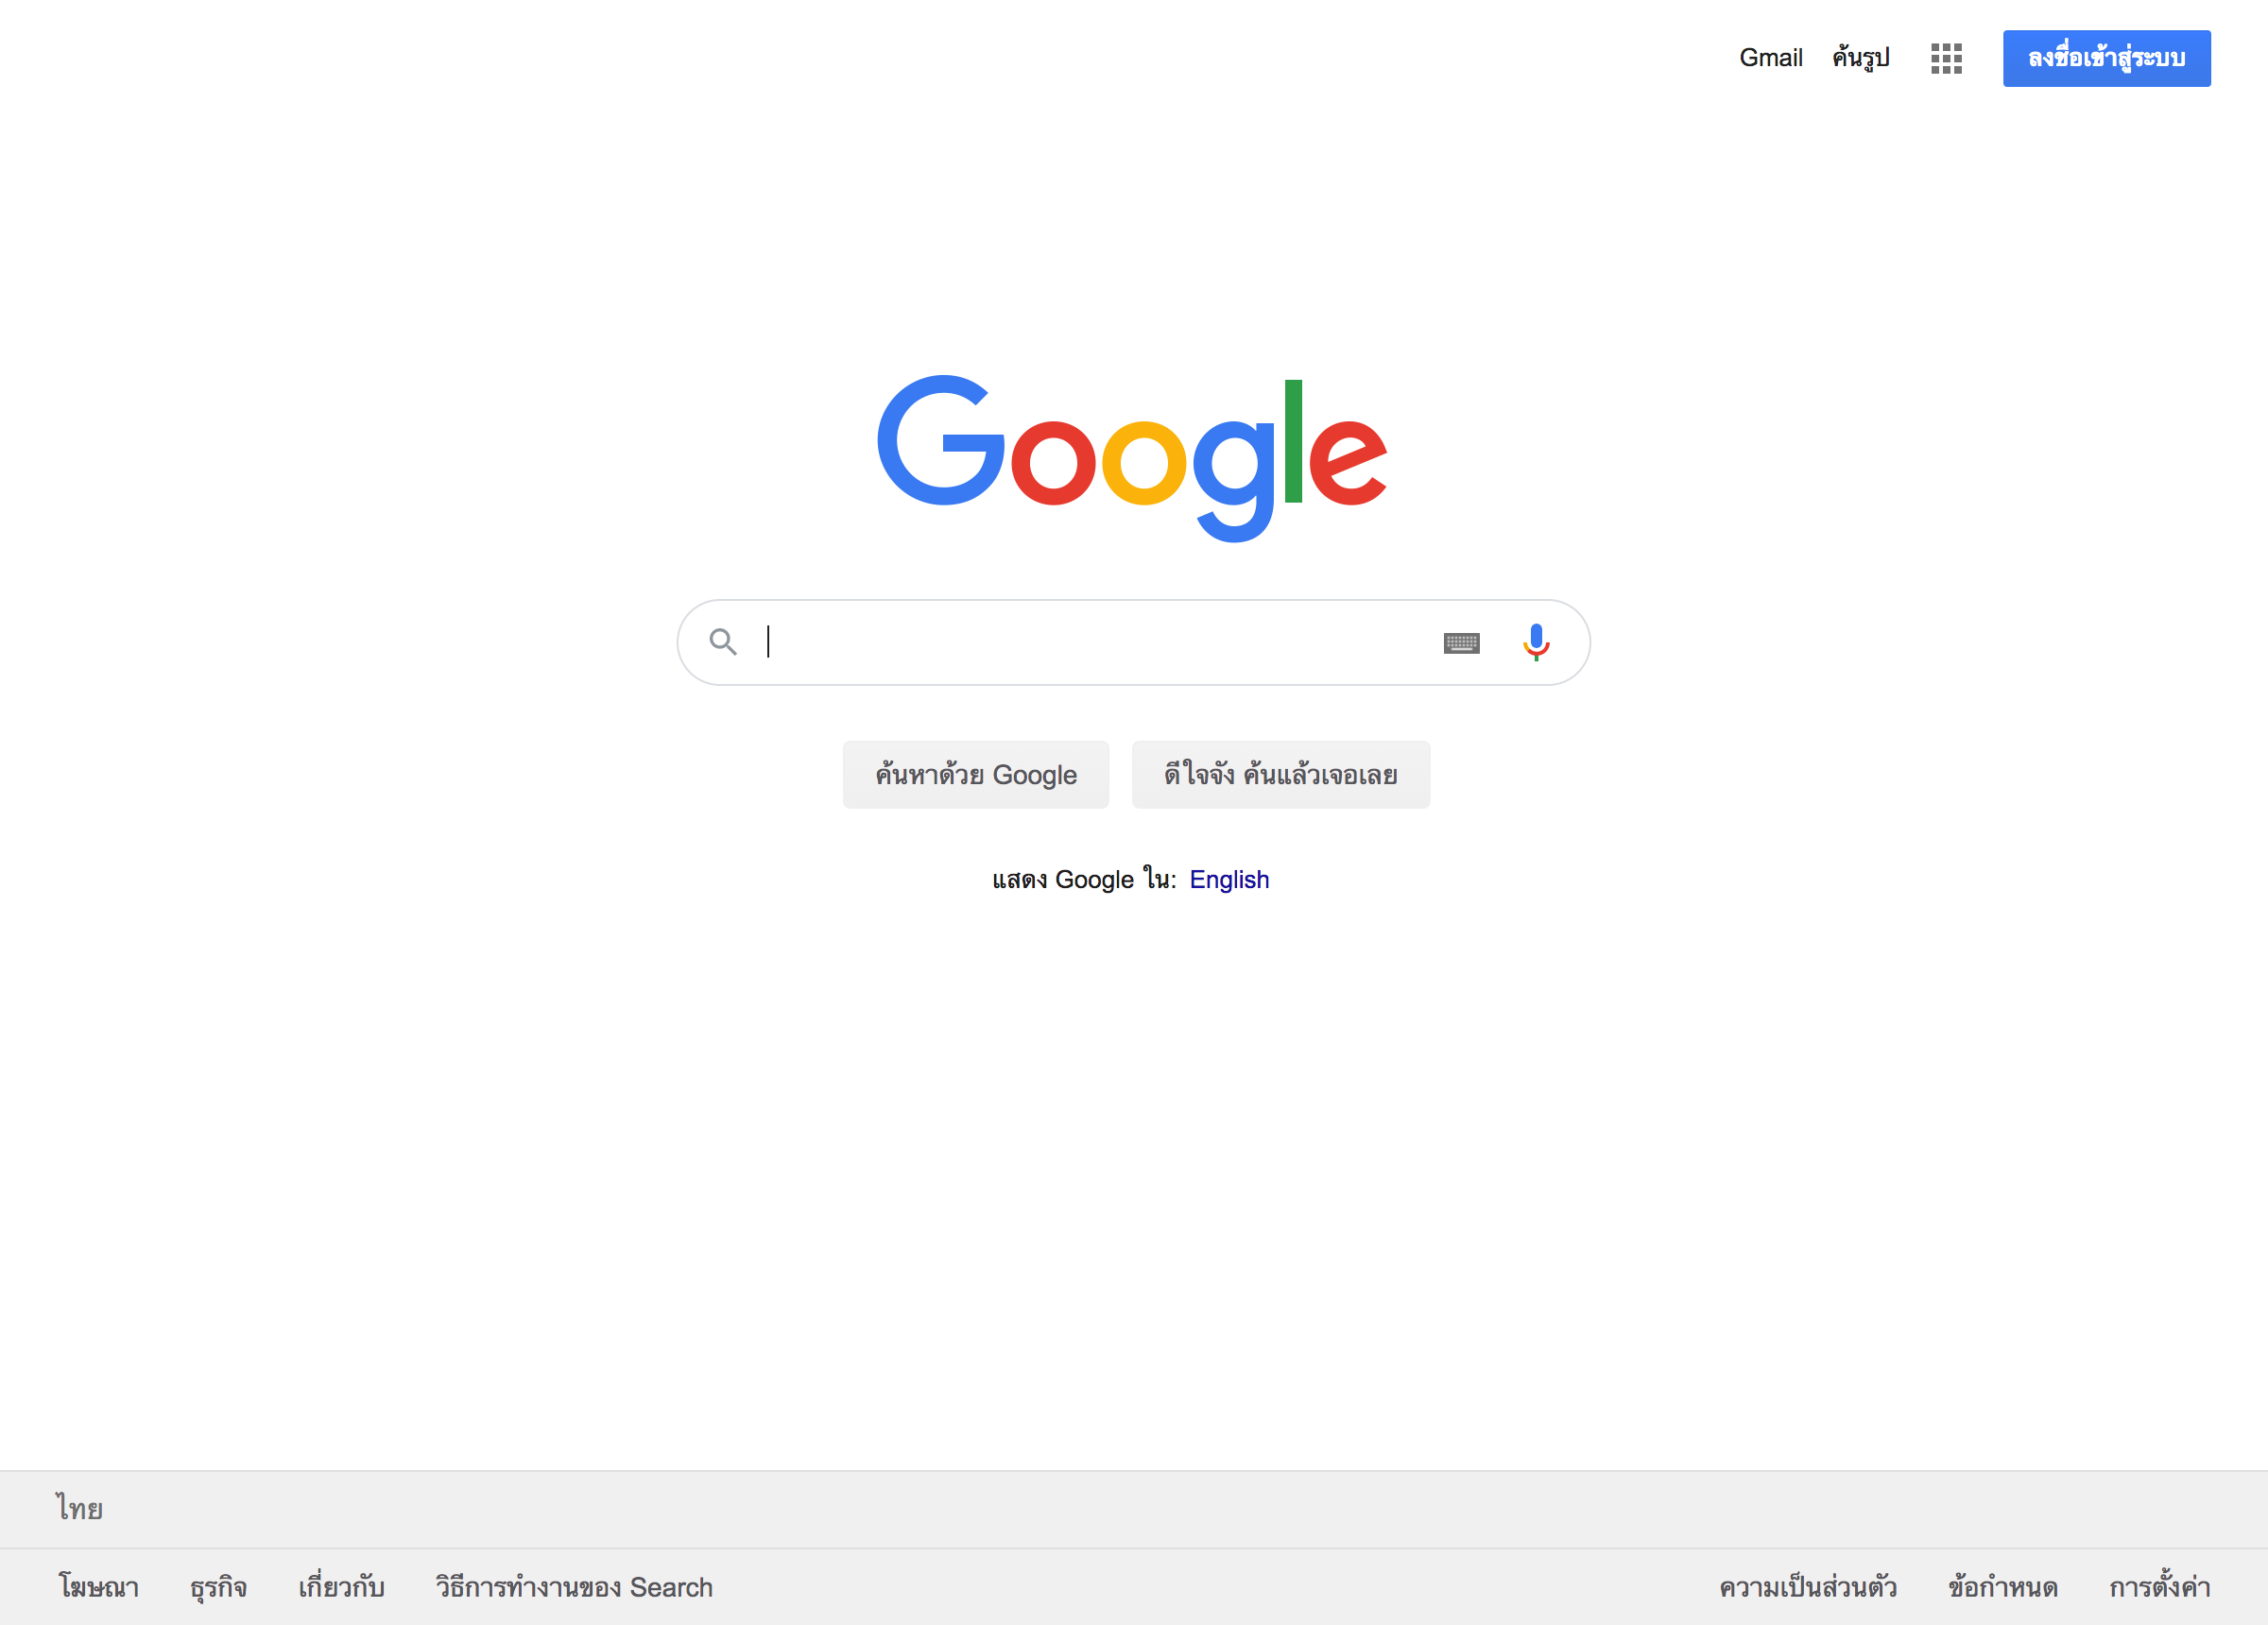 Gmail ค้นรูป ลงชื่อเข้าสู่ระบบ
Google
ค้นหาด้วย Google ดีใจจัง ค้นแล้วเจอเลย
แสดง Google ใน: English
ไทย
โฆษณา ธุรกิจ เกี่ยวกับ วิธีการทำงานของ Search ความเป็นส่วนตัว ข้อกำหนด การตั้งค่า